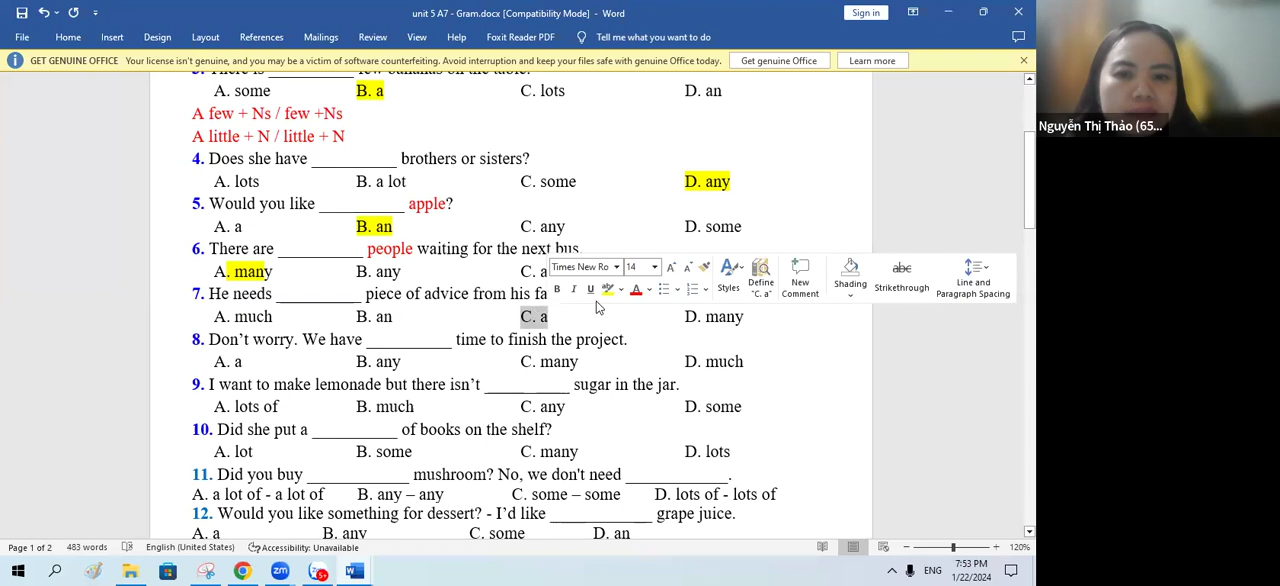 unit 5 A7 - Gram.docx [Compatibility Mode] - Word
Sign in
File Home Insert Design Layout References Mailings Review View Help Foxit Reader PDF Tell me what you want to do
GET GENUINE OFFICE Your license isn't genuine, and you may be a victim of software counterfeiting. Avoid interruption and keep your files safe with genuine Office today. Get genuine Office Learn more
few bananas on the table.
A. some B. a C. lots D. an
A few + Ns / few +Ns
A little + N / little + N
4. Does she have __________ brothers or sisters?
A. lots B. a lot C. some D. any
5. Would you like __________ apple?
A. a B. an C. any D. some
6. There are __________ people waiting for the next bus.
A. many B. any C. a
7. He needs __________ piece of advice from his fa
A. much B. an C. a D. many
8. Don’t worry. We have __________ time to finish the project.
A. a B. any C. many D. much
9. I want to make lemonade but there isn’t __________ sugar in the jar.
A. lots of B. much C. any D. some
10. Did she put a __________ of books on the shelf?
A. lot B. some C. many D. lots
11. Did you buy ____________ mushroom? No, we don't need ____________.
A. a lot of - a lot of B. any – any C. some – some D. lots of - lots of
12. Would you like something for dessert? - I’d like ____________ grape juice.
A. a B. any C. some D. an
Times New Ro 14
B I U
Styles Define "C. a" New Comment Shading Strikethrough Line and Paragraph Spacing
Nguyễn Thị Thảo (65...
Page 1 of 2 483 words English (United States) Accessibility: Unavailable 120%
ENG 7:53 PM
1/22/2024